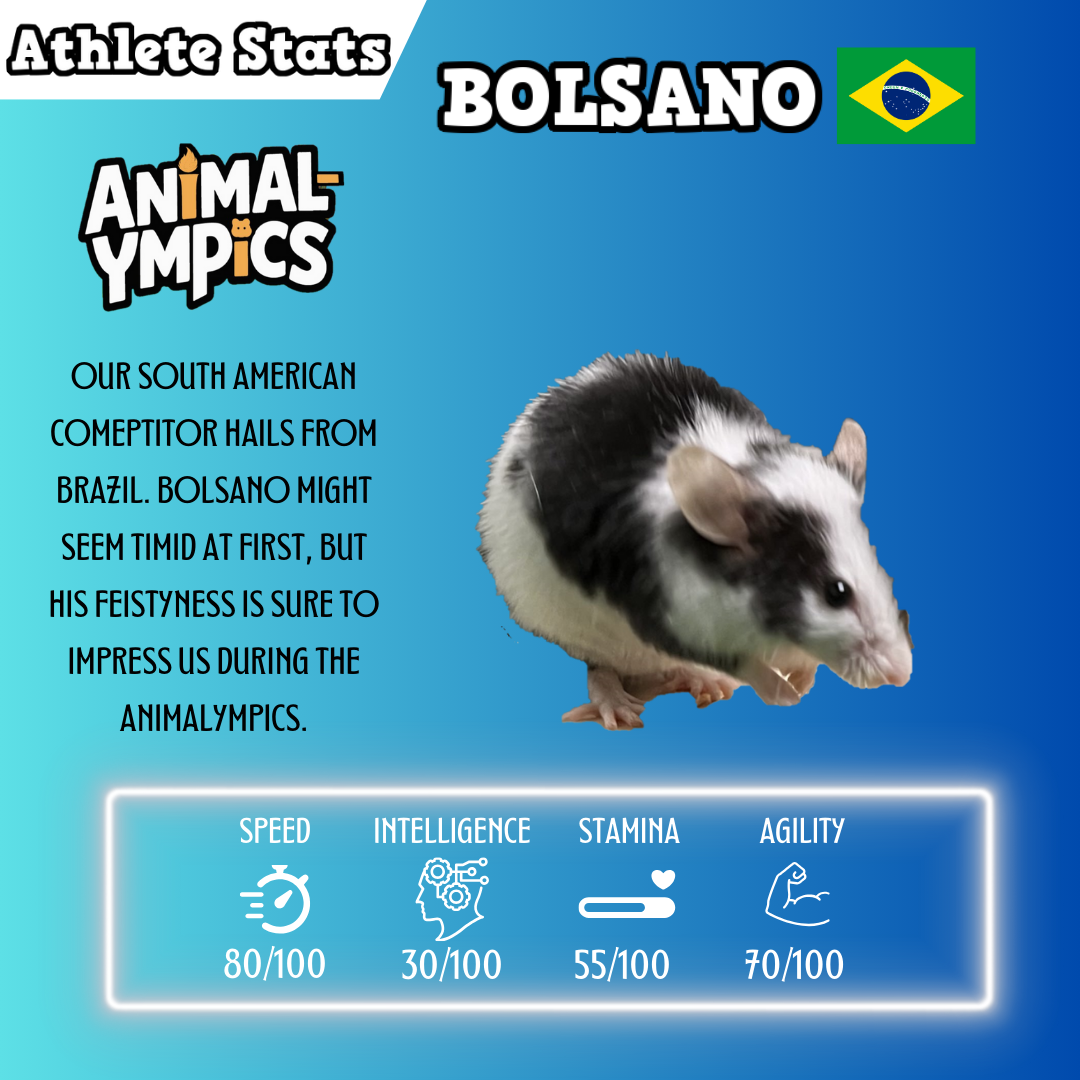 Athlete Stats
BOLSANO
ANiMAL-
YMPiCS
OUR SOUTH AMERICAN
COMEPTITOR HAILS FROM
BRAZIL. BOLSANO MIGHT
SEEM TIMID AT FIRST, BUT
HIS FEISTYNESS IS SURE TO
IMPRESS US DURING THE
ANIMALYMPICS.
SPEED INTELLIGENCE STAMINA AGILITY
80/100 30/100 55/100 70/100